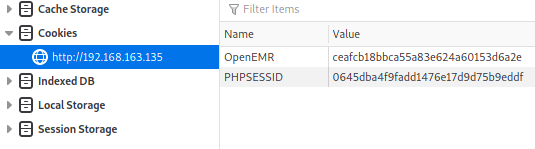 Cache Storage
Filter Items
Cookies
Name Value
http://192.168.163.135
OpenEMR ceafcb18bbca55a83e624a60153d6a2e
PHPSESSID 0645dba4f9fadd1476e17d9d75b9eddf
Indexed DB
Local Storage
Session Storage